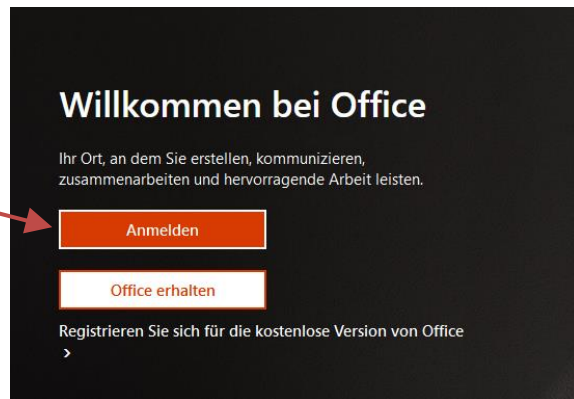 Willkommen bei Office
Ihr Ort, an dem Sie erstellen, kommunizieren,
zusammenarbeiten und hervorragende Arbeit leisten.
Anmelden
Office erhalten
Registrieren Sie sich für die kostenlose Version von Office
>